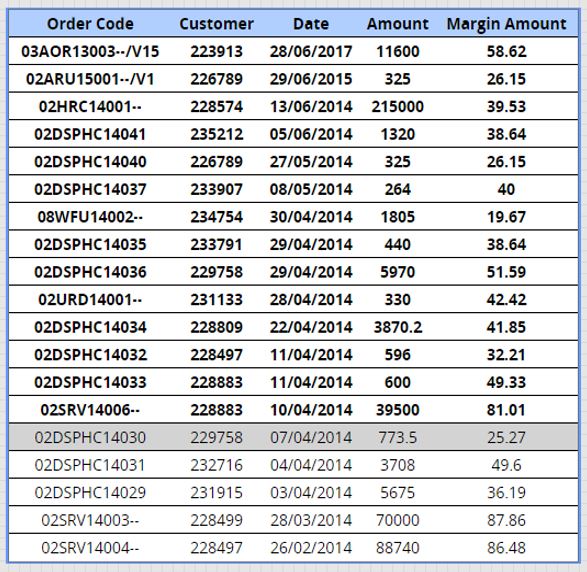 Order Code Customer Date Amount Margin Amount
03AOR13003--/V15 223913 28/06/2017 11600 58.62
02ARU15001--/V1 226789 29/06/2015 325 26.15
02HRC14001-- 228574 13/06/2014 215000 39.53
02DSPHC14041 235212 05/06/2014 1320 38.64
02DSPHC14040 226789 27/05/2014 325 26.15
02DSPHC14037 233907 08/05/2014 264 40
08WFU14002-- 234754 30/04/2014 1805 19.67
02DSPHC14035 233791 29/04/2014 440 38.64
02DSPHC14036 229758 29/04/2014 5970 51.59
02URD14001-- 231133 28/04/2014 330 42.42
02DSPHC14034 228809 22/04/2014 3870.2 41.85
02DSPHC14032 228497 11/04/2014 596 32.21
02DSPHC14033 228883 11/04/2014 600 49.33
02SRV14006-- 228883 10/04/2014 39500 81.01
02DSPHC14030 229758 07/04/2014 773.5 25.27
02DSPHC14031 232716 04/04/2014 3708 49.6
02DSPHC14029 231915 03/04/2014 5675 36.19
02SRV14003-- 228499 28/03/2014 70000 87.86
02SRV14004-- 228497 26/02/2014 88740 86.48